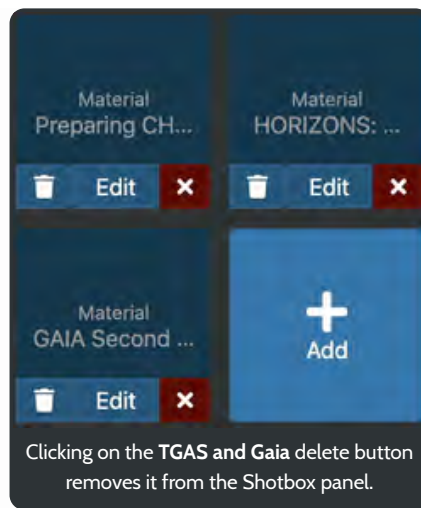 Material
Preparing CH...
Edit
Material
HORIZONS: ...
Edit
Material
GAIA Second ...
Edit
Add
Clicking on the TGAS and Gaia delete button
removes it from the Shotbox panel.